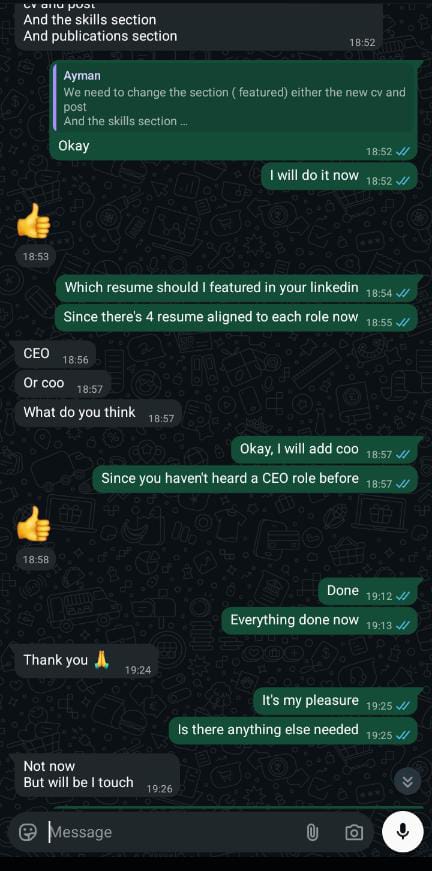 cv and post
And the skills section
And publications section
18:52
Ayman
We need to change the section ( featured) either the new cv and
post
And the skills section ...
Okay
18:52
I will do it now 18:52
👍
18:53
Which resume should I featured in your linkedin 18:54
Since there's 4 resume aligned to each role now 18:55
CEO 18:56
Or coo 18:57
What do you think 18:57
Okay, I will add coo 18:57
Since you haven't heard a CEO role before 18:57
👍
18:58
Done 19:12
Everything done now 19:13
Thank you 🙏 19:24
It's my pleasure 19:25
Is there anything else needed 19:25
Not now
But will be I touch 19:26
Message